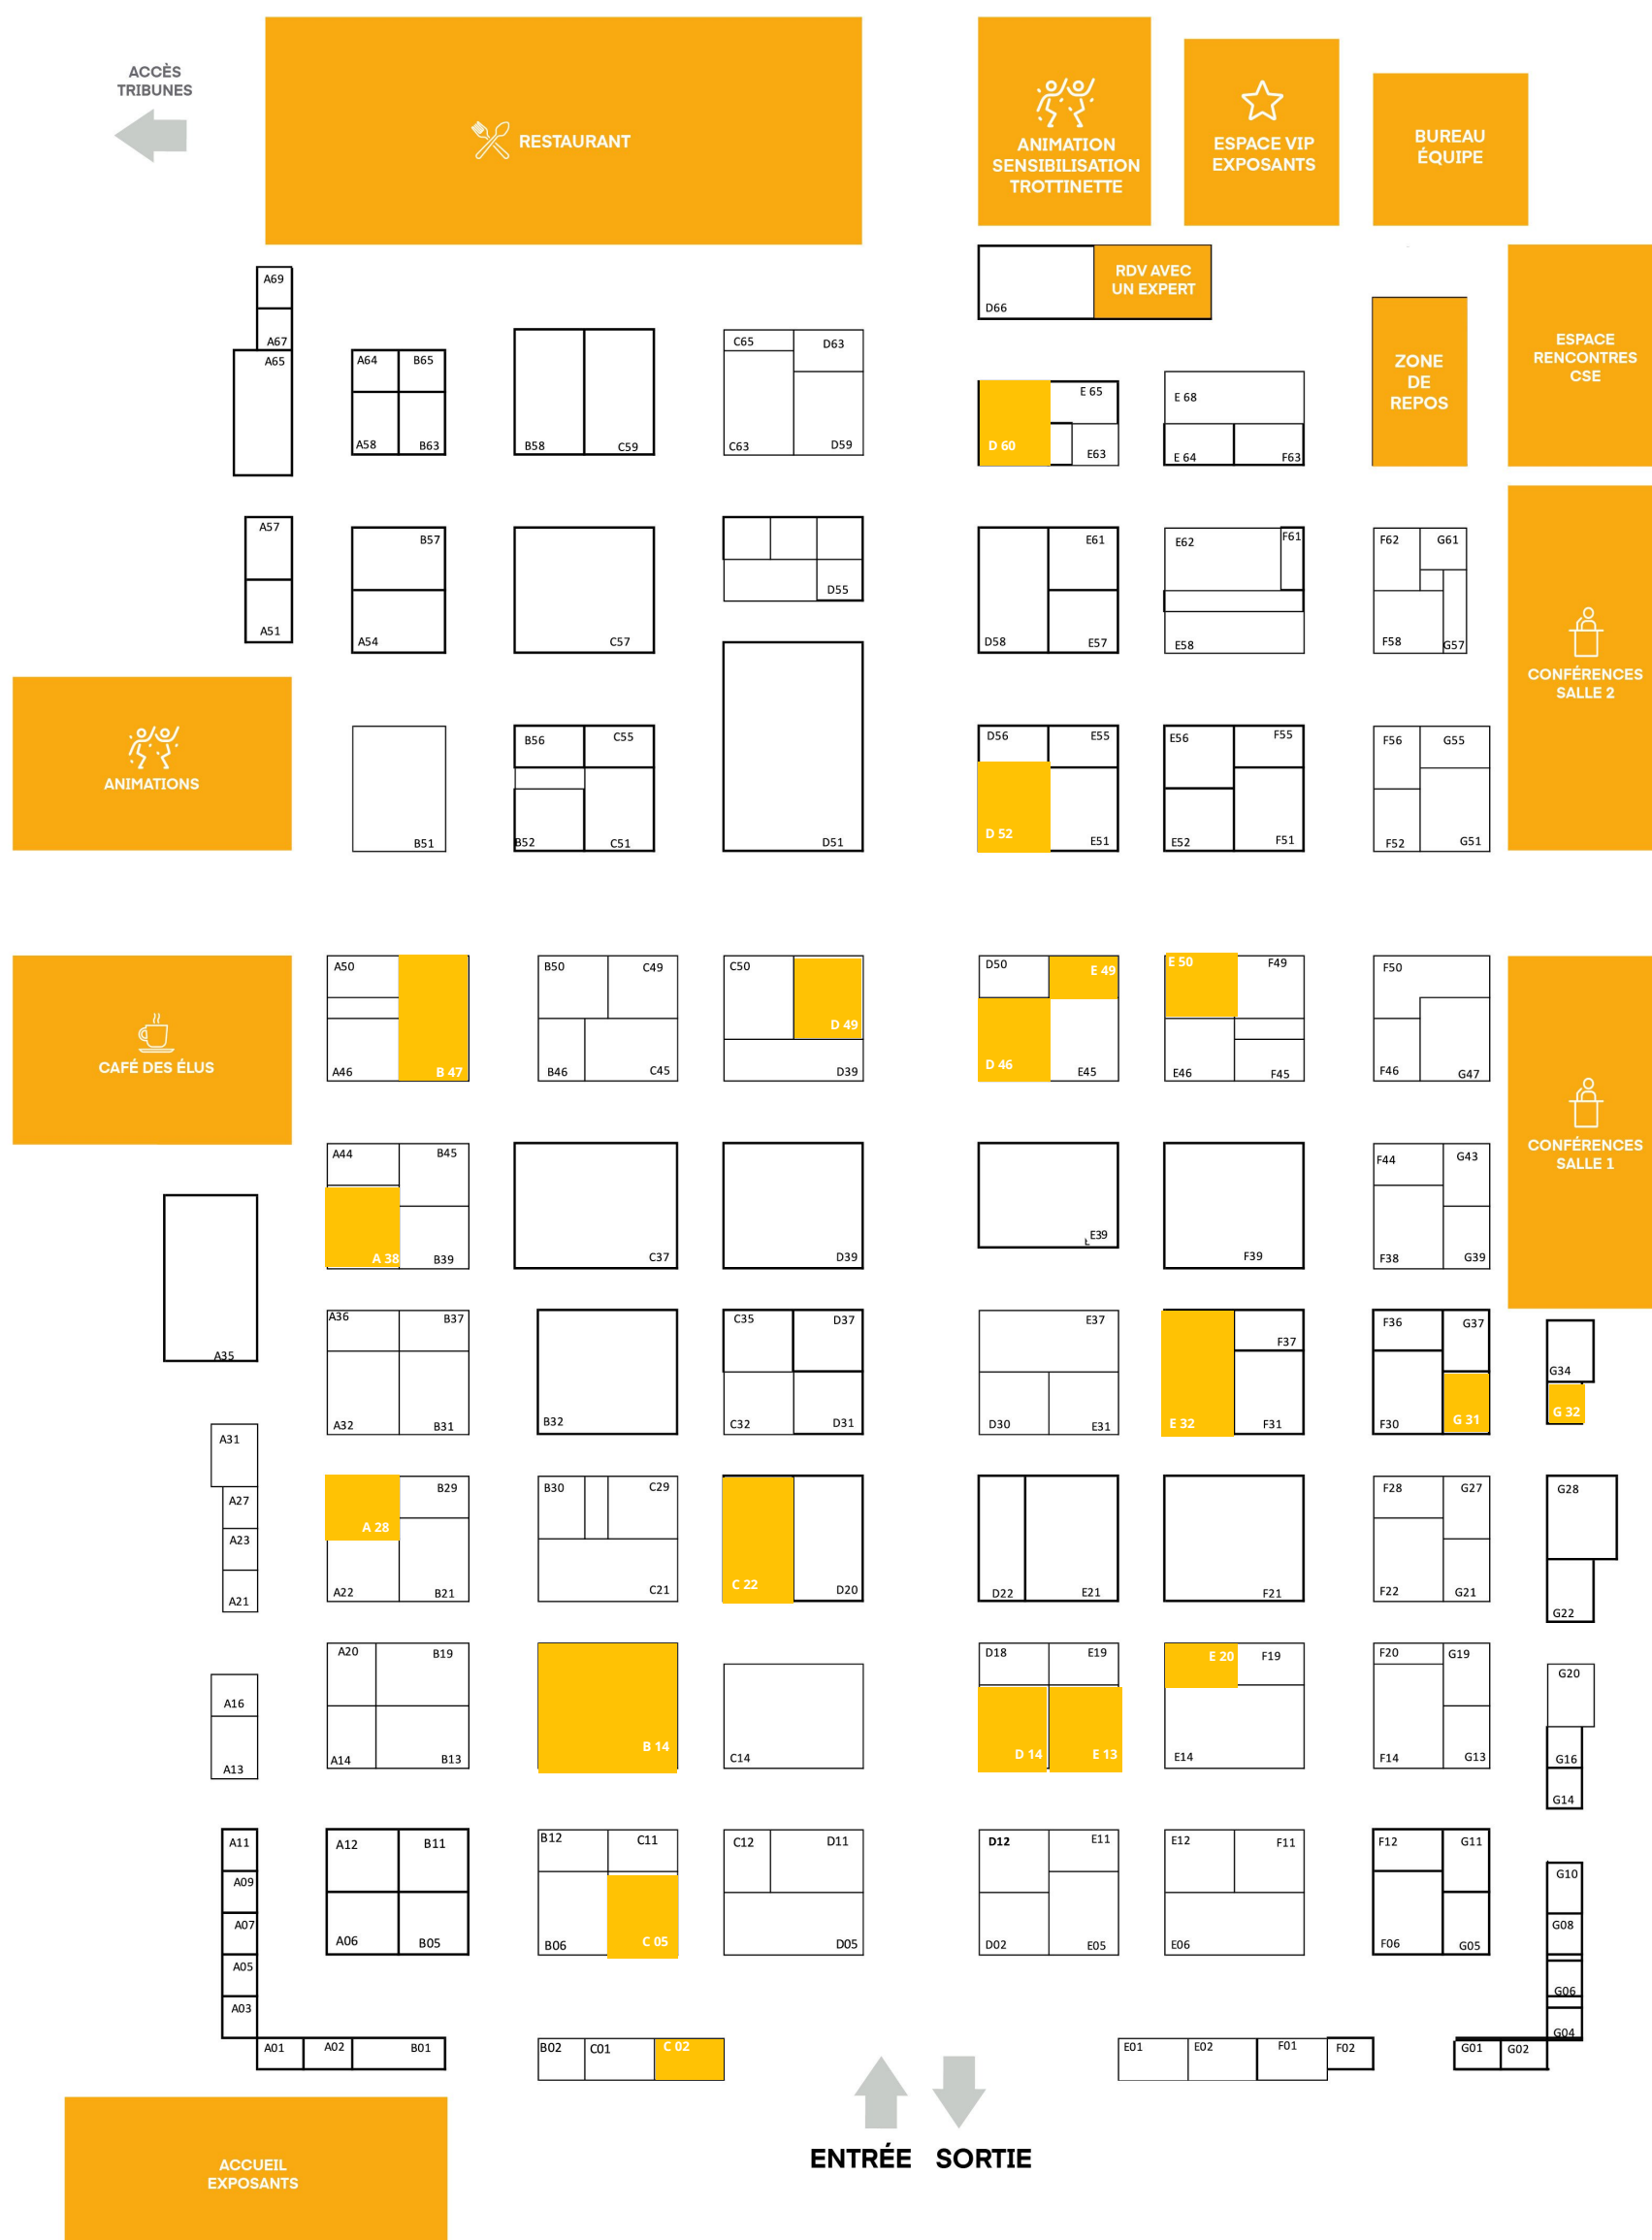 ACCÈS
TRIBUNES
RESTAURANT
ANIMATION
SENSIBILISATION
TROTTINETTE
ESPACE VIP
EXPOSANTS
BUREAU
ÉQUIPE
D66
RDV AVEC
UN EXPERT
ESPACE
RENCONTRES
CSE
ZONE
DE
REPOS
A69
A67
A65
A64
B65
A58
B63
B58
C59
C65
D63
C63
D59
D 60
E 65
E63
E 68
E 64
F63
A57
A51
B57
A54
C57
D55
D58
E61
E57
E62
F61
E58
F62
G61
F58
G57
CONFÉRENCES
SALLE 2
ANIMATIONS
B51
B56
C55
B52
C51
D51
D56
E55
D 52
E51
E56
F55
E52
F51
F56
G55
F52
G51
CAFÉ DES ÉLUS
A50
A46
B 47
B50
C49
B46
C45
C50
D 49
D39
D50
E 49
D 46
E45
E 50
F49
E46
F45
F50
F46
G47
CONFÉRENCES
SALLE 1
A35
A44
B45
A 38
B39
C37
D39
E39
F39
F44
G43
F38
G39
A36
B37
A32
B31
B32
C35
D37
C32
D31
E37
D30
E31
E 32
F37
F31
F36
G37
F30
G 31
G34
G 32
A31
A27
A23
A21
A 28
B29
A22
B21
B30
C29
C21
C 22
D20
D22
E21
F21
F28
G27
F22
G21
G28
G22
A16
A13
A20
B19
A14
B13
B 14
C14
D18
E19
D 14
E 13
E 20
F19
E14
F20
G19
F14
G13
G20
G16
G14
A11
A09
A07
A05
A03
A12
B11
A06
B05
B12
C11
B06
C 05
C12
D11
D05
D12
E11
D02
E05
E12
F11
E06
F12
G11
F06
G05
G10
G08
G06
G04
A01
A02
B01
B02
C01
C 02
E01
E02
F01
F02
G01
G02
ENTRÉE
SORTIE
ACCUEIL
EXPOSANTS